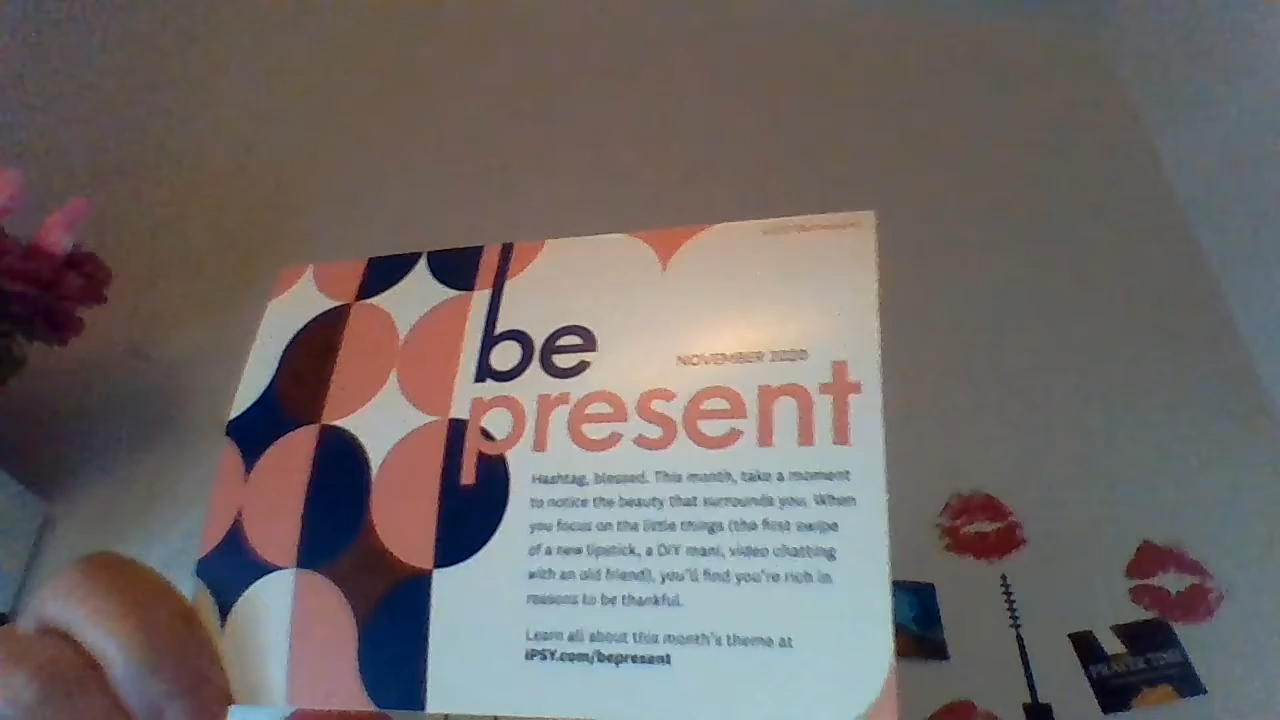 be
NOVEMBER 2020
present
Hashtag, blessed. This month, take a moment
to notice the beauty that surrounds you. When
you focus on the little things (the first swipe
of a new lipstick, a DIY mani, video chatting
with an old friend), you'll find you're rich in
reasons to be thankful.
Learn all about this month's theme at
iPSY.com/bepresent